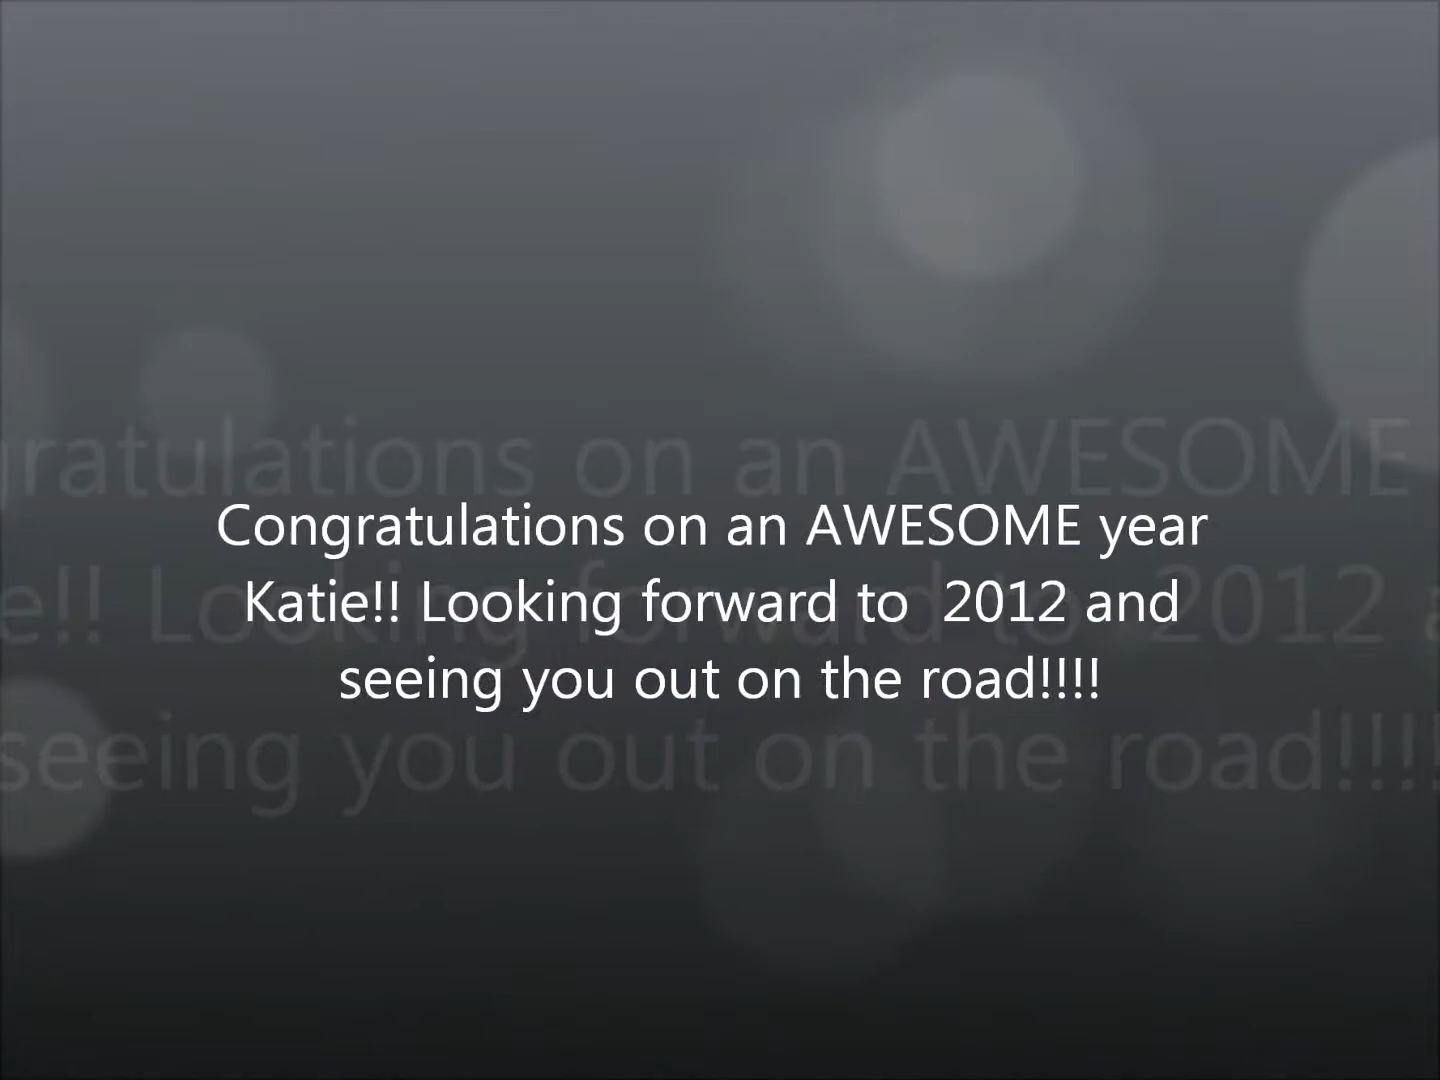 Congratulations on an AWESOME year
Katie!! Looking forward to  2012 and
seeing you out on the road!!!!